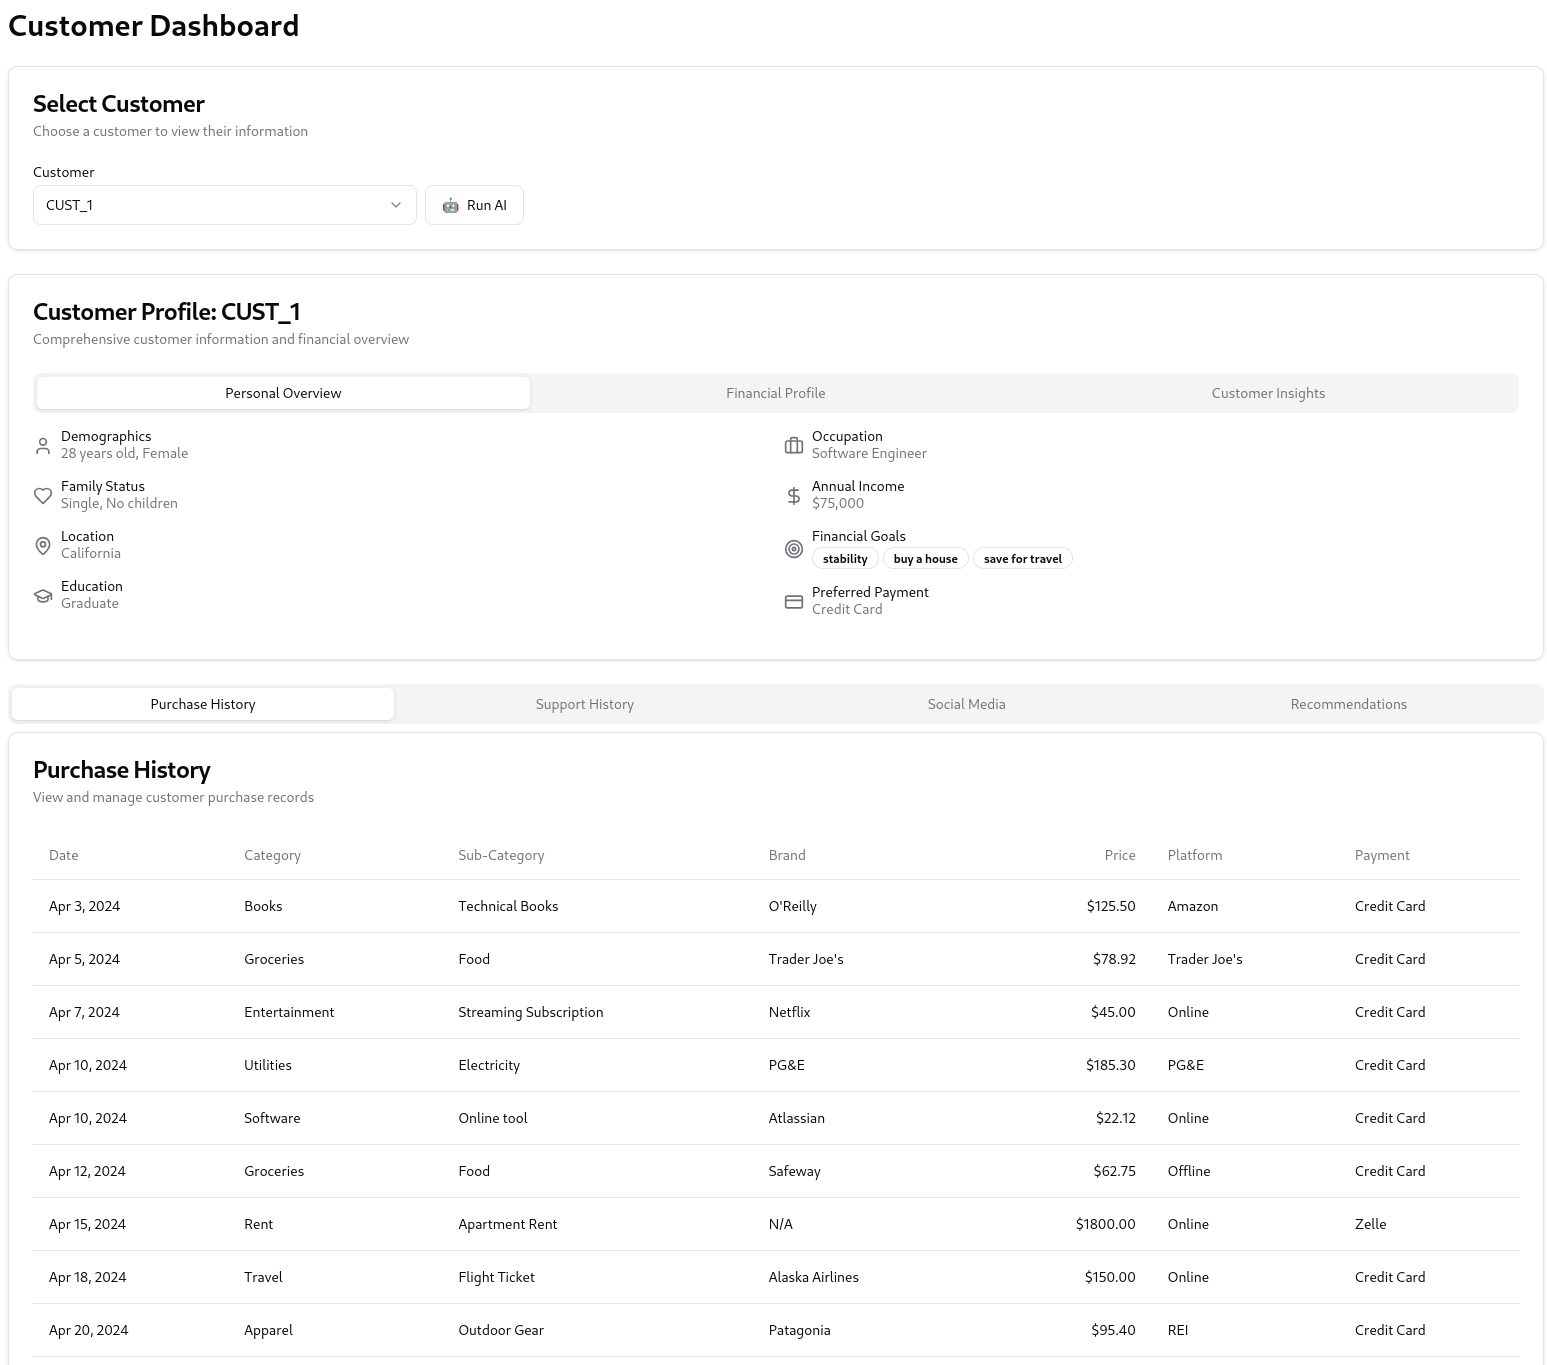 Customer Dashboard
Select Customer
Choose a customer to view their information
Customer
CUST_1
Run AI
Customer Profile: CUST_1
Comprehensive customer information and financial overview
Personal Overview Financial Profile Customer Insights
Demographics
28 years old, Female
Family Status
Single, No children
Location
California
Education
Graduate
Occupation
Software Engineer
Annual Income
$75,000
Financial Goals
stability buy a house save for travel
Preferred Payment
Credit Card
Purchase History Support History Social Media Recommendations
Purchase History
View and manage customer purchase records
Date Category Sub-Category Brand Price Platform Payment
Apr 3, 2024 Books Technical Books O'Reilly $125.50 Amazon Credit Card
Apr 5, 2024 Groceries Food Trader Joe's $78.92 Trader Joe's Credit Card
Apr 7, 2024 Entertainment Streaming Subscription Netflix $45.00 Online Credit Card
Apr 10, 2024 Utilities Electricity PG&E $185.30 PG&E Credit Card
Apr 10, 2024 Software Online tool Atlassian $22.12 Online Credit Card
Apr 12, 2024 Groceries Food Safeway $62.75 Offline Credit Card
Apr 15, 2024 Rent Apartment Rent N/A $1800.00 Online Zelle
Apr 18, 2024 Travel Flight Ticket Alaska Airlines $150.00 Online Credit Card
Apr 20, 2024 Apparel Outdoor Gear Patagonia $95.40 REI Credit Card